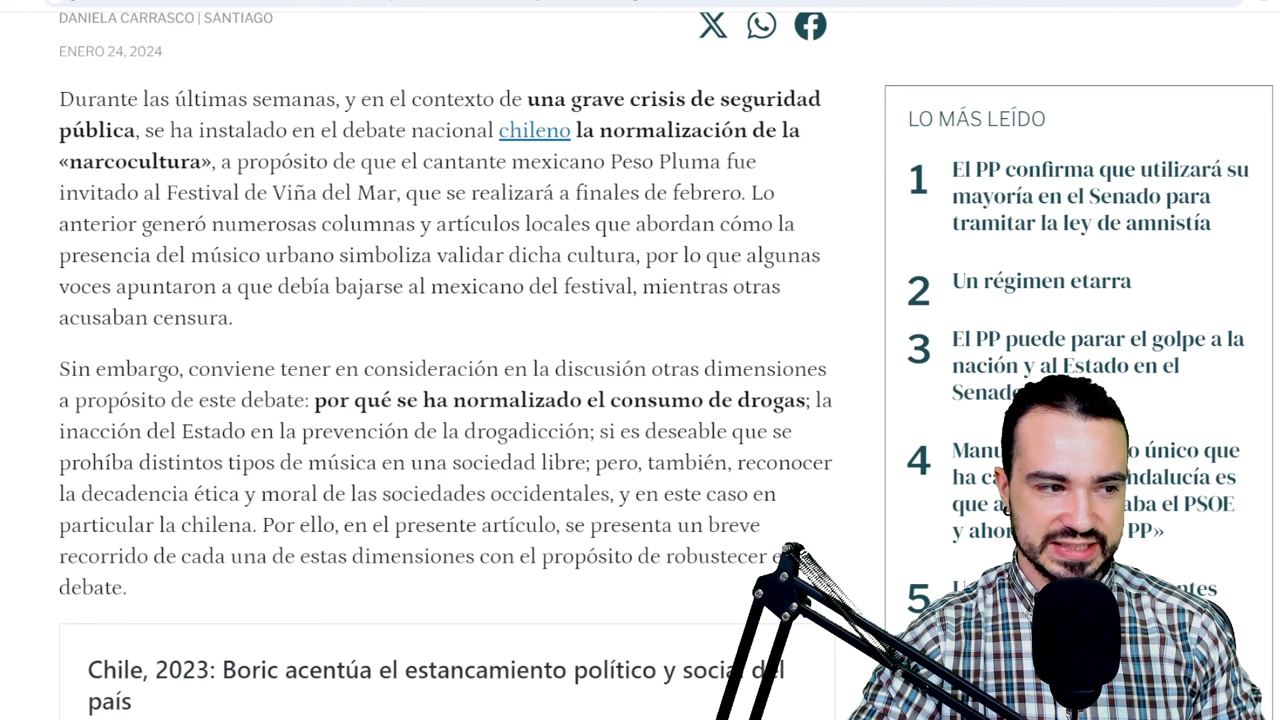 DANIELA CARRASCO | SANTIAGO
ENERO 24, 2024
Durante las últimas semanas, y en el contexto de una grave crisis de seguridad
pública, se ha instalado en el debate nacional chileno la normalización de la
«narcocultura», a propósito de que el cantante mexicano Peso Pluma fue
invitado al Festival de Viña del Mar, que se realizará a finales de febrero. Lo
anterior generó numerosas columnas y artículos locales que abordan cómo la
presencia del músico urbano simboliza validar dicha cultura, por lo que algunas
voces apuntaron a que debía bajarse al mexicano del festival, mientras otras
acusaban censura.
Sin embargo, conviene tener en consideración en la discusión otras dimensiones
a propósito de este debate: por qué se ha normalizado el consumo de drogas; la
inacción del Estado en la prevención de la drogadicción; si es deseable que se
prohíba distintos tipos de música en una sociedad libre; pero, también, reconocer
la decadencia ética y moral de las sociedades occidentales, y en este caso en
particular la chilena. Por ello, en el presente artículo, se presenta un breve
recorrido de cada una de estas dimensiones con el propósito de robustecer
debate.
Chile, 2023: Boric acentúa el estancamiento político y social del
país
LO MÁS LEÍDO
1 El PP confirma que utilizará su
mayoría en el Senado para
tramitar la ley de amnistía
2 Un régimen etarra
3 El PP puede parar el golpe a la
nación y al Estado en el
Senado
4 único que
ha
que PSOE
y PP»
5